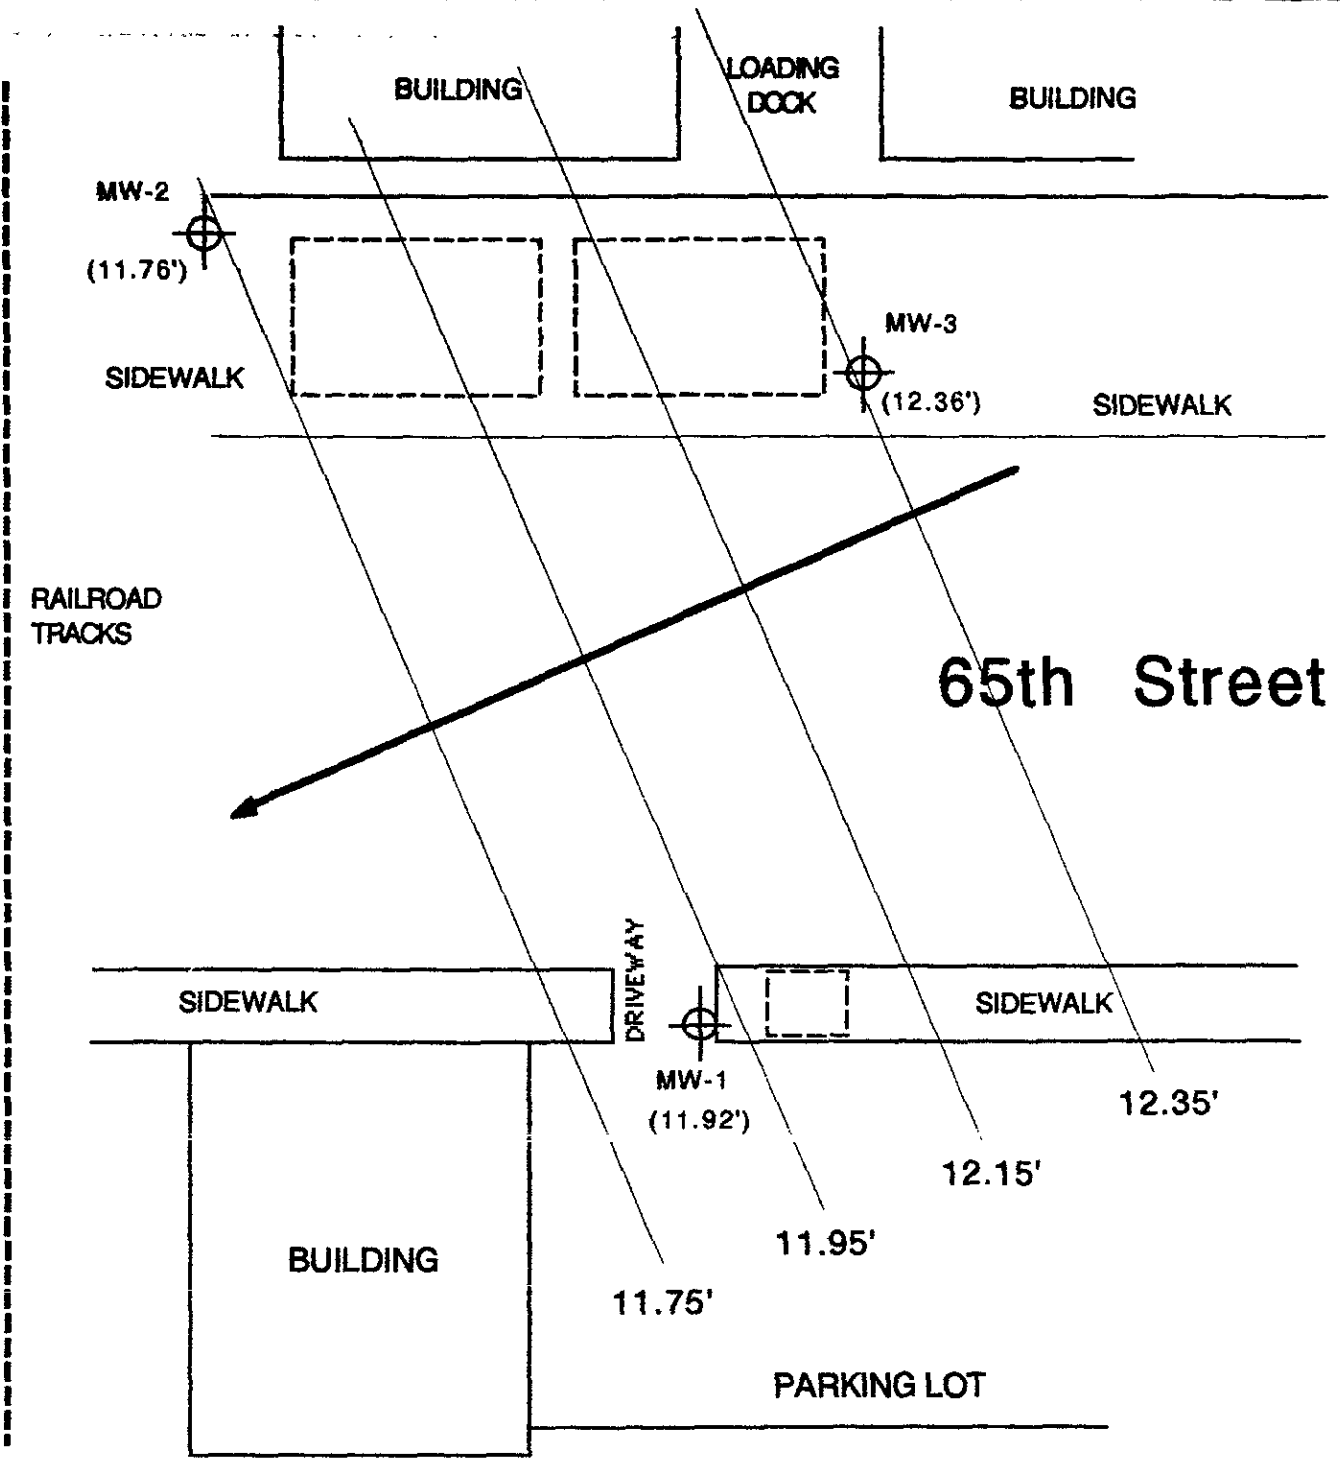 BUILDING
LOADING
DOCK
BUILDING
MW-2
(11.76')
MW-3
(12.36')
SIDEWALK
SIDEWALK
RAILROAD
TRACKS
65th Street
DRIVEWAY
SIDEWALK
SIDEWALK
MW-1
(11.92')
12.35'
12.15'
11.95'
11.75'
BUILDING
PARKING LOT